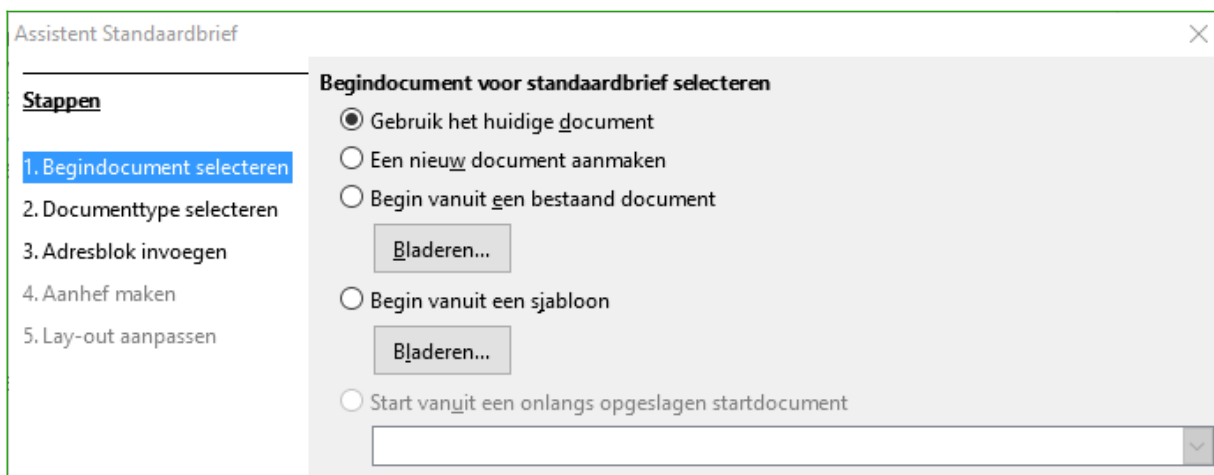 Assistent Standaardbrief
Stappen
1. Begindocument selecteren
2. Documenttype selecteren
3. Adresblok invoegen
4. Aanhef maken
5. Lay-out aanpassen
Begindocument voor standaardbrief selecteren
Gebruik het huidige document
Een nieuw document aanmaken
Begin vanuit een bestaand document
Bladeren...
Begin vanuit een sjabloon
Bladeren...
Start vanuit een onlangs opgeslagen startdocument